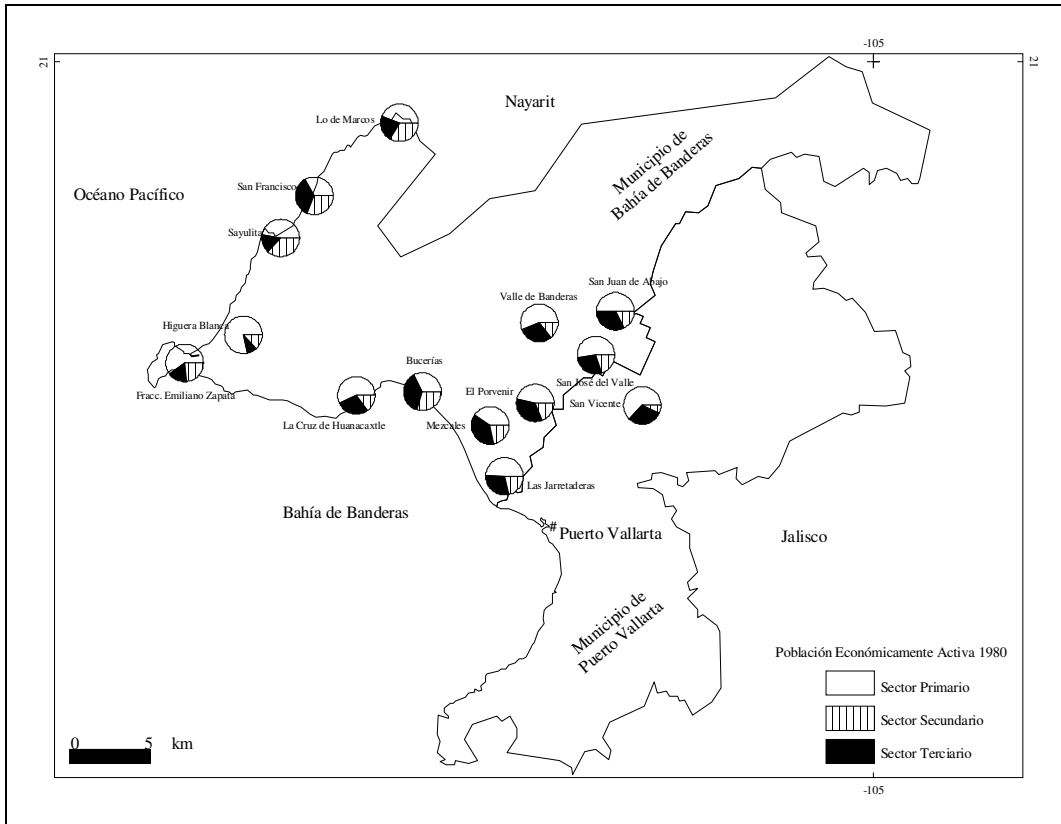 -105
21
21
Nayarit
Lo de Marcos
Municipio de
Bahía de Banderas
San Francisco
Océano Pacífico
Sayulita
San Juan de Abajo
Valle de Banderas
Higuera Blanca
Bucerías
San José del Valle
El Porvenir
Fracc. Emiliano Zapata
San Vicente
La Cruz de Huanacaxtle
Mezcales
Las Jarretaderas
Bahía de Banderas
# Puerto Vallarta
Jalisco
Municipio de
Puerto Vallarta
Población Económicamente Activa 1980
Sector Primario
Sector Secundario
Sector Terciario
0 5 km
-105